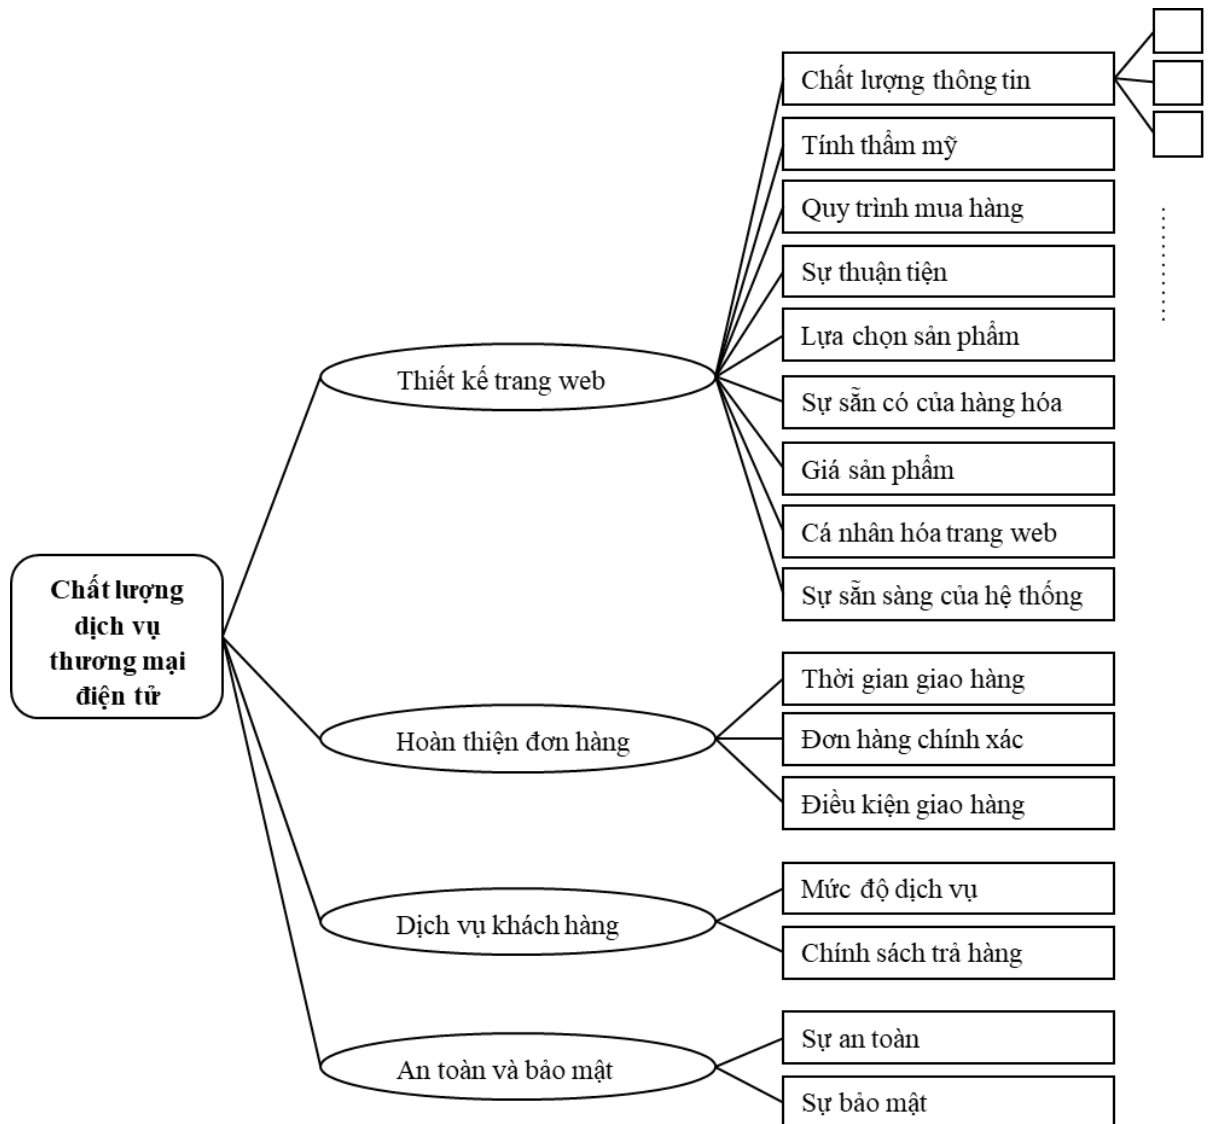 Chất lượng thông tin
Tính thẩm mỹ
Quy trình mua hàng
Sự thuận tiện
Lựa chọn sản phẩm
Thiết kế trang web
Sự sẵn có của hàng hóa
Giá sản phẩm
Cá nhân hóa trang web
Sự sẵn sàng của hệ thống
Chất lượng
dịch vụ
thương mại
điện tử
Thời gian giao hàng
Hoàn thiện đơn hàng
Đơn hàng chính xác
Điều kiện giao hàng
Mức độ dịch vụ
Dịch vụ khách hàng
Chính sách trả hàng
Sự an toàn
An toàn và bảo mật
Sự bảo mật